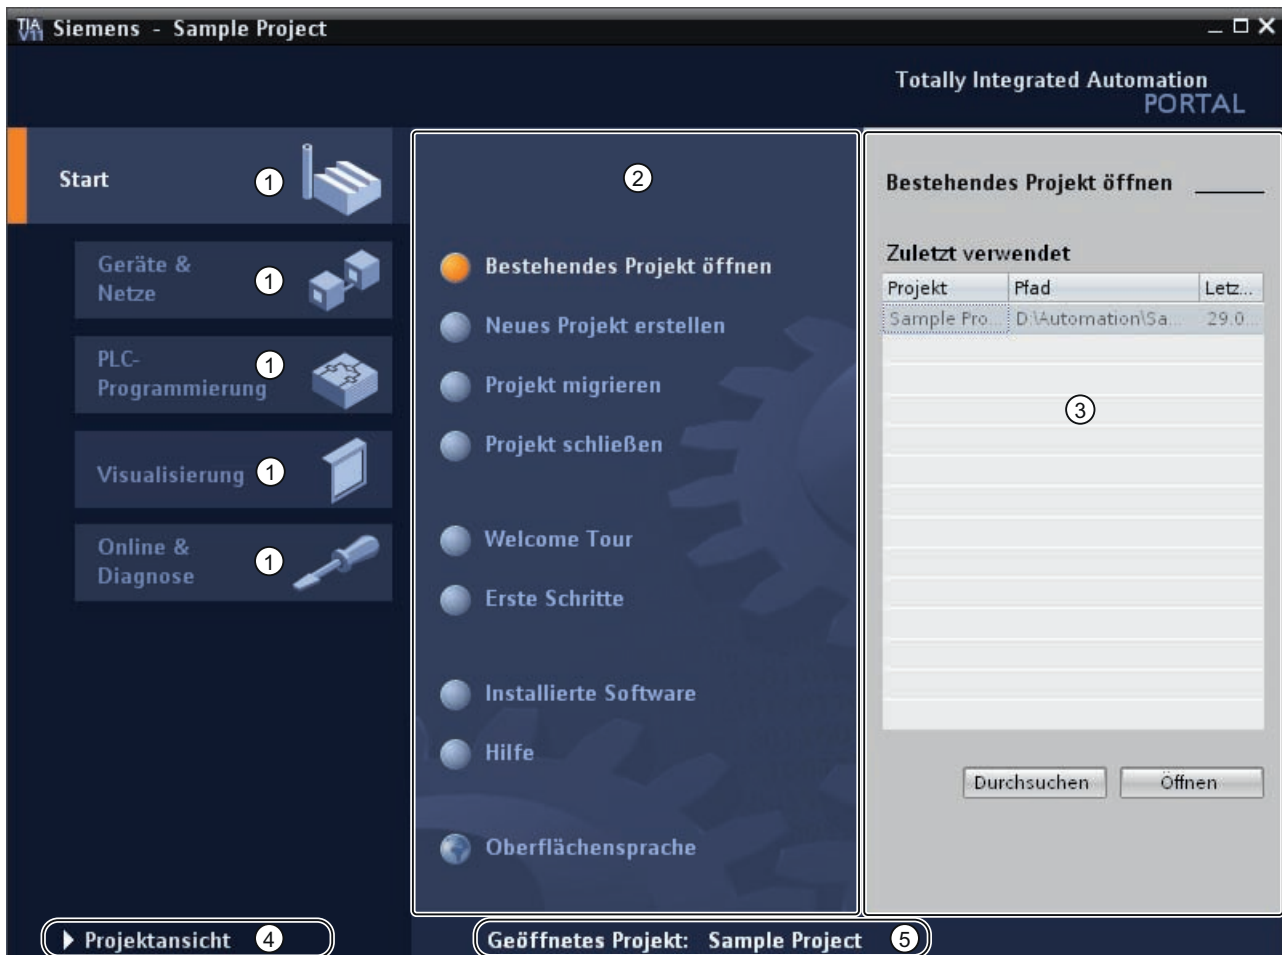 TIA V11 Siemens - Sample Project
Totally Integrated Automation
PORTAL
Start ①
Geräte &
Netze ①
PLC-
Programmierung ①
Visualisierung ①
Online &
Diagnose ①
②
Bestehendes Projekt öffnen
Neues Projekt erstellen
Projekt migrieren
Projekt schließen
Welcome Tour
Erste Schritte
Installierte Software
Hilfe
Oberflächensprache
Bestehendes Projekt öffnen
Zuletzt verwendet
Projekt Pfad Letz...
Sample Pro... D:\Automation\Sa... 29.0...
③
Durchsuchen Öffnen
Projektansicht ④
Geöffnetes Projekt: Sample Project ⑤